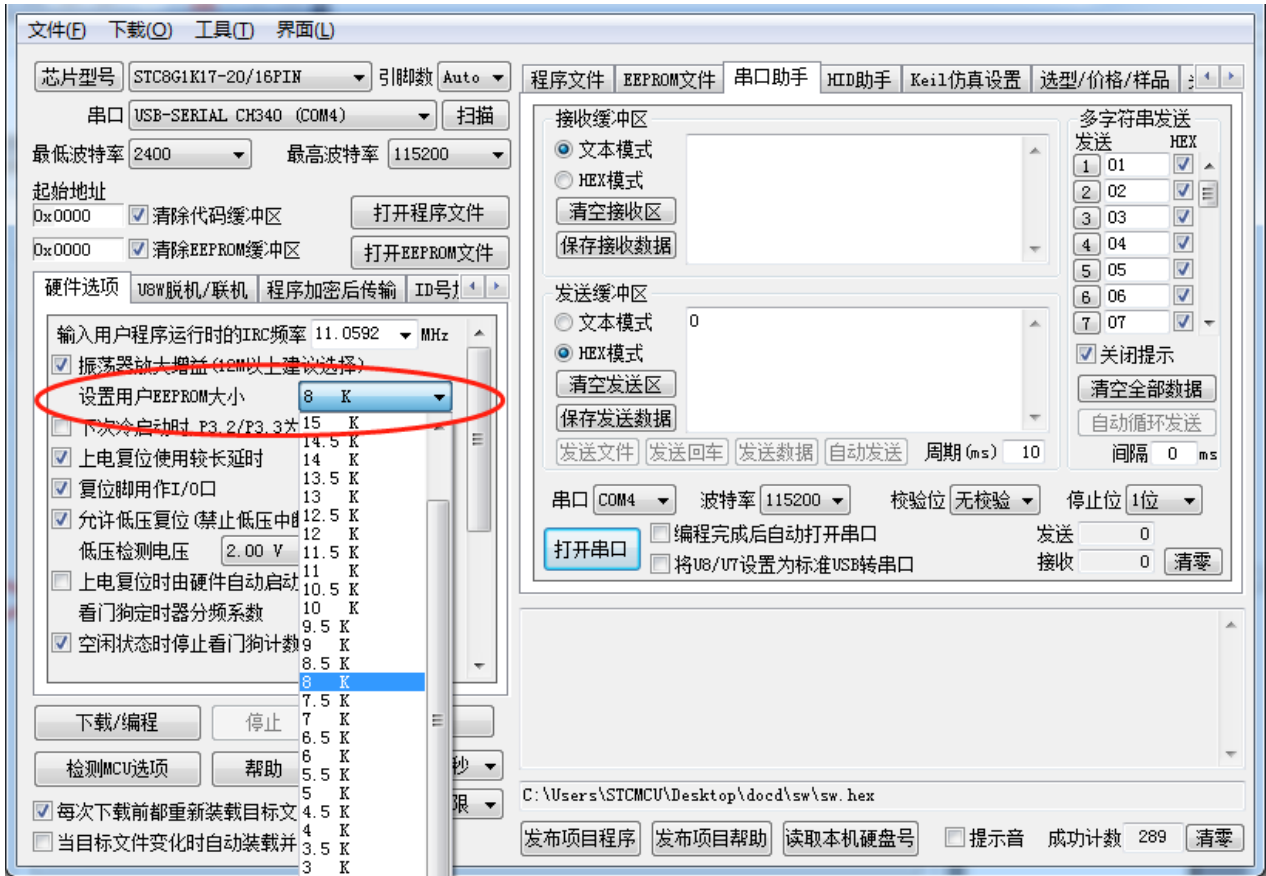 文件(F) 下载(O) 工具(T) 界面(L)
芯片型号 STC8G1K17-20/16PIN 引脚数 Auto
串口 USB-SERIAL CH340 (COM4) 扫描
最低波特率 2400 最高波特率 115200
起始地址
0x0000 清除代码缓冲区 打开程序文件
0x0000 清除EEPROM缓冲区 打开EEPROM文件
硬件选项 U8W脱机/联机 程序加密后传输 ID号
输入用户程序运行时的IRC频率 11.0592 MHz
振荡器放大增益(12M以上建议选择)
设置用户EEPROM大小 8 K
下次冷启动时,P3.2/P3.3为
上电复位使用较长延时
复位脚用作I/O口
允许低压复位(禁止低压中
低压检测电压 2.00 V
上电复位时由硬件自动启动
看门狗定时器分频系数
空闲状态时停止看门狗计数
15 K
14.5 K
14 K
13.5 K
13 K
12.5 K
12 K
11.5 K
11 K
10.5 K
10 K
9.5 K
9 K
8.5 K
8 K
7.5 K
7 K
6.5 K
6 K
5.5 K
5 K
4.5 K
4 K
3.5 K
3 K
下载/编程 停止
检测MCU选项 帮助 秒
每次下载前都重新装载目标文 限
当目标文件变化时自动装载并
程序文件 EEPROM文件 串口助手 HID助手 Keil仿真设置 选型/价格/样品
接收缓冲区
文本模式
HEX模式
清空接收区
保存接收数据
发送缓冲区
文本模式 0
HEX模式
清空发送区
保存发送数据
发送文件 发送回车 发送数据 自动发送 周期(ms) 10
多字符串发送
发送 HEX
1 01
2 02
3 03
4 04
5 05
6 06
7 07
关闭提示
清空全部数据
自动循环发送
间隔 0 ms
串口 COM4 波特率 115200 校验位 无校验 停止位 1位
打开串口 编程完成后自动打开串口 发送 0
将U8/U7设置为标准USB转串口 接收 0 清零
C:\Users\STCMCU\Desktop\docd\sw\sw.hex
发布项目程序 发布项目帮助 读取本机硬盘号 提示音 成功计数 289 清零